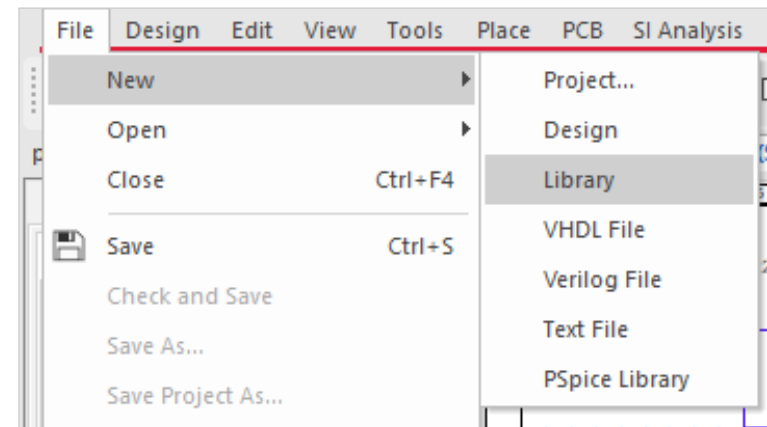 File Design Edit View Tools Place PCB SI Analysis
New
Open
Close Ctrl+F4
Save Ctrl+S
Check and Save
Save As...
Save Project As...
Project...
Design
Library
VHDL File
Verilog File
Text File
PSpice Library